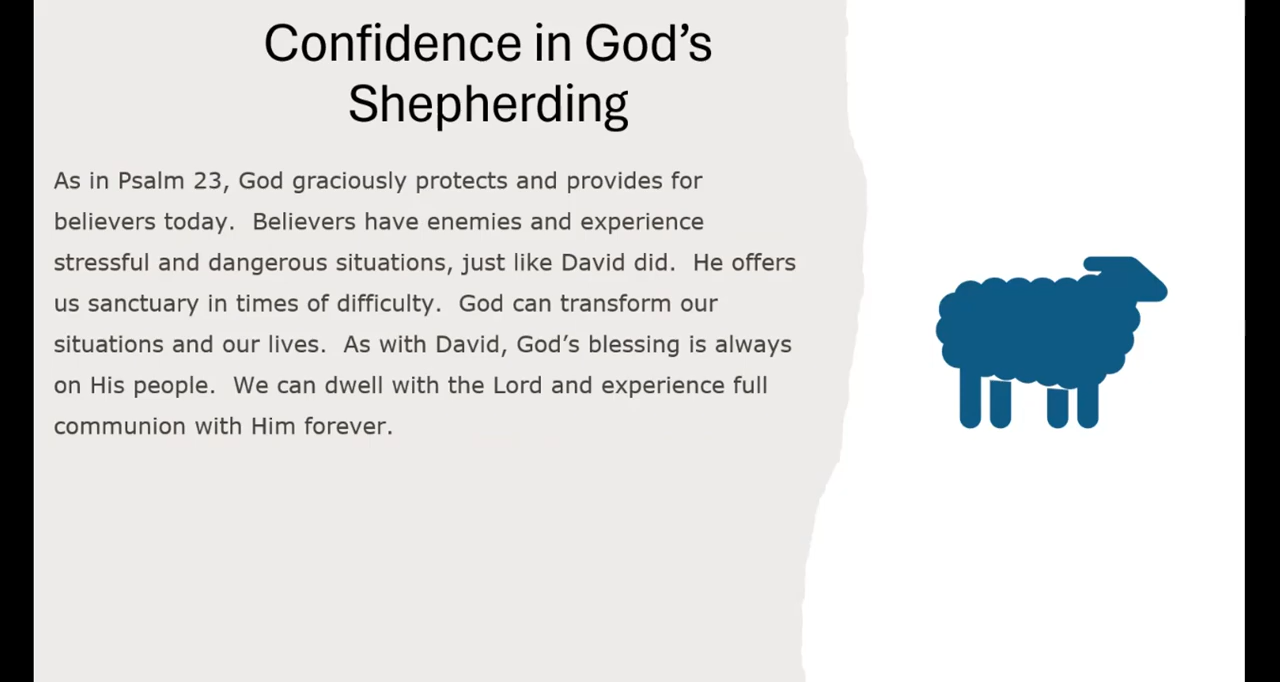 Confidence in God’s
Shepherding
As in Psalm 23, God graciously protects and provides for
believers today.  Believers have enemies and experience
stressful and dangerous situations, just like David did.  He offers
us sanctuary in times of difficulty.  God can transform our
situations and our lives.  As with David, God’s blessing is always
on His people.  We can dwell with the Lord and experience full
communion with Him forever.